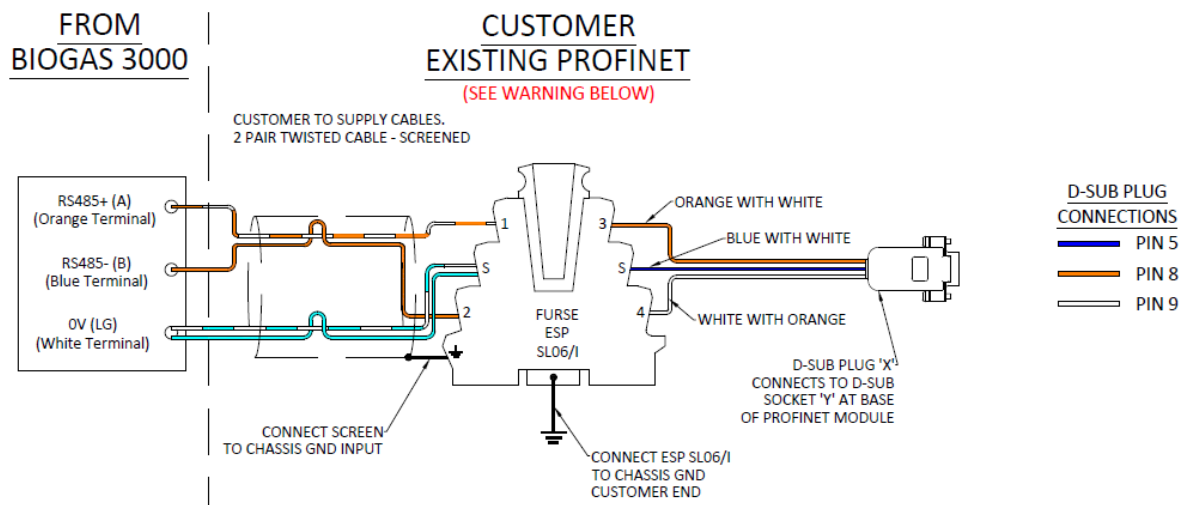 FROM
BIOGAS 3000
CUSTOMER
EXISTING PROFINET
(SEE WARNING BELOW)
CUSTOMER TO SUPPLY CABLES.
2 PAIR TWISTED CABLE - SCREENED
RS485+ (A)
(Orange Terminal)
RS485- (B)
(Blue Terminal)
0V (LG)
(White Terminal)
1
S
2
3
S
4
FURSE
ESP
SL06/I
ORANGE WITH WHITE
BLUE WITH WHITE
WHITE WITH ORANGE
D-SUB PLUG
CONNECTIONS
PIN 5
PIN 8
PIN 9
D-SUB PLUG 'X'
CONNECTS TO D-SUB
SOCKET 'Y' AT BASE
OF PROFINET MODULE
CONNECT SCREEN
TO CHASSIS GND INPUT
CONNECT ESP SL06/I
TO CHASSIS GND
CUSTOMER END